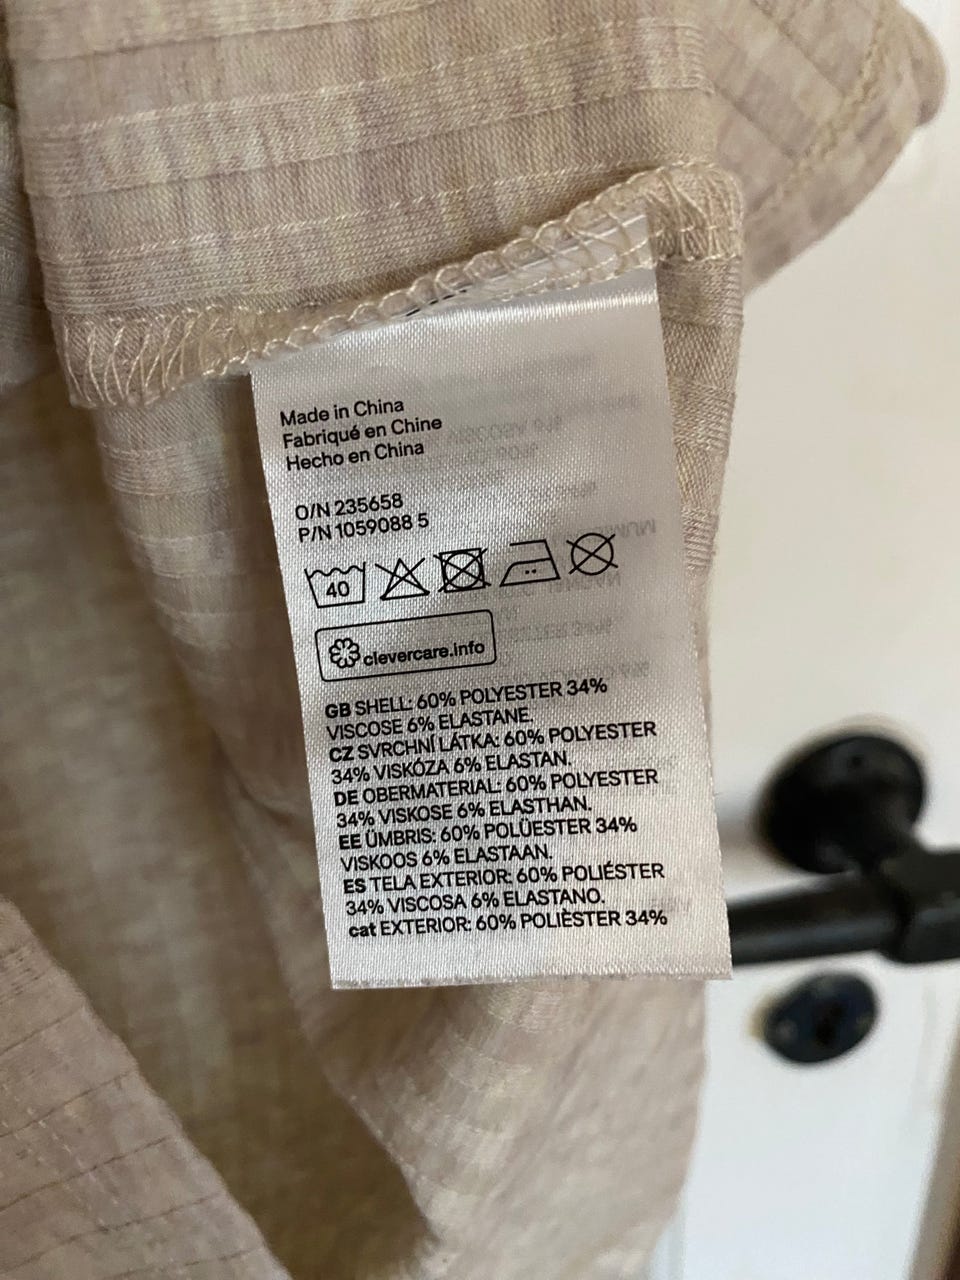 Made in China
Fabriqué en Chine
Hecho en China
O/N 235658
P/N 1059088 5
40
clevercare.info
GB SHELL: 60% POLYESTER 34%
VISCOSE 6% ELASTANE.
CZ SVRCHNÍ LÁTKA: 60% POLYESTER
34% VISKÓZA 6% ELASTAN.
DE OBERMATERIAL: 60% POLYESTER
34% VISKOSE 6% ELASTHAN.
EE ÜMBRIS: 60% POLÜESTER 34%
VISKOOS 6% ELASTAAN.
ES TELA EXTERIOR: 60% POLIÉSTER
34% VISCOSA 6% ELASTANO.
cat EXTERIOR: 60% POLIÈSTER 34%